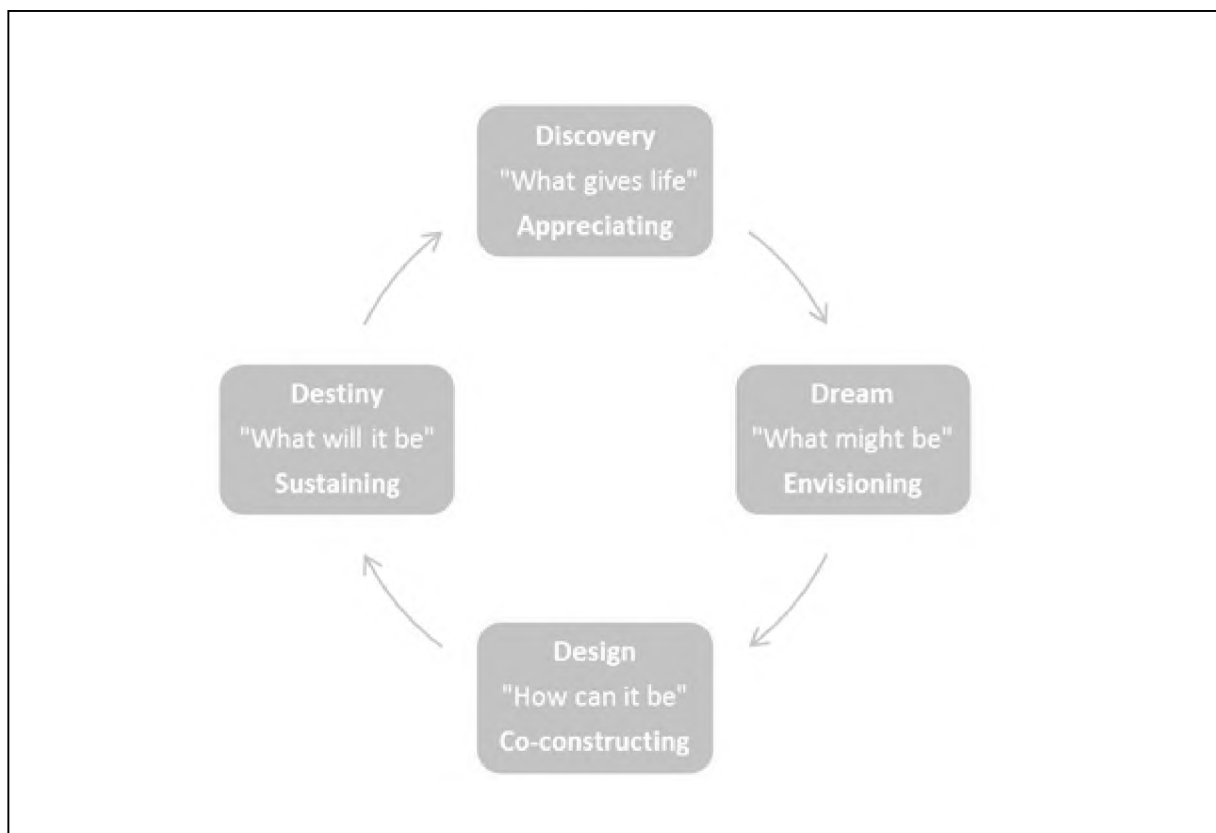 Discovery
"What gives life"
Appreciating
Dream
"What might be"
Envisioning
Design
"How can it be"
Co-constructing
Destiny
"What will it be"
Sustaining